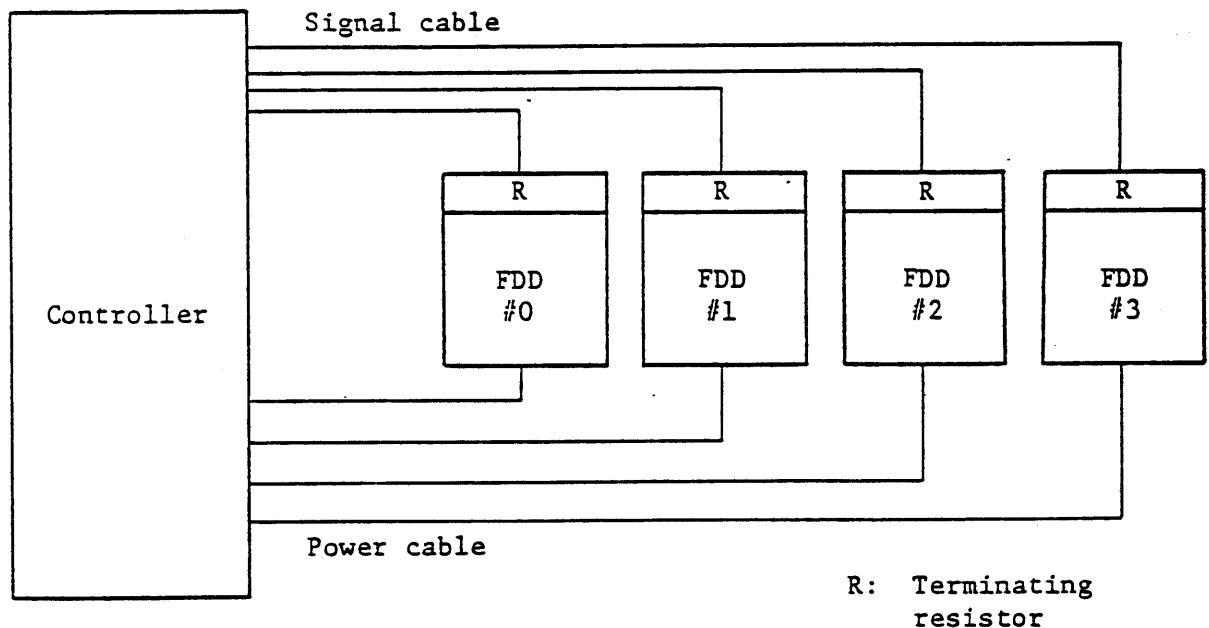 Signal cable
R
R
R
R
FDD
#0
FDD
#1
FDD
#2
FDD
#3
Controller
Power cable
R: Terminating
resistor